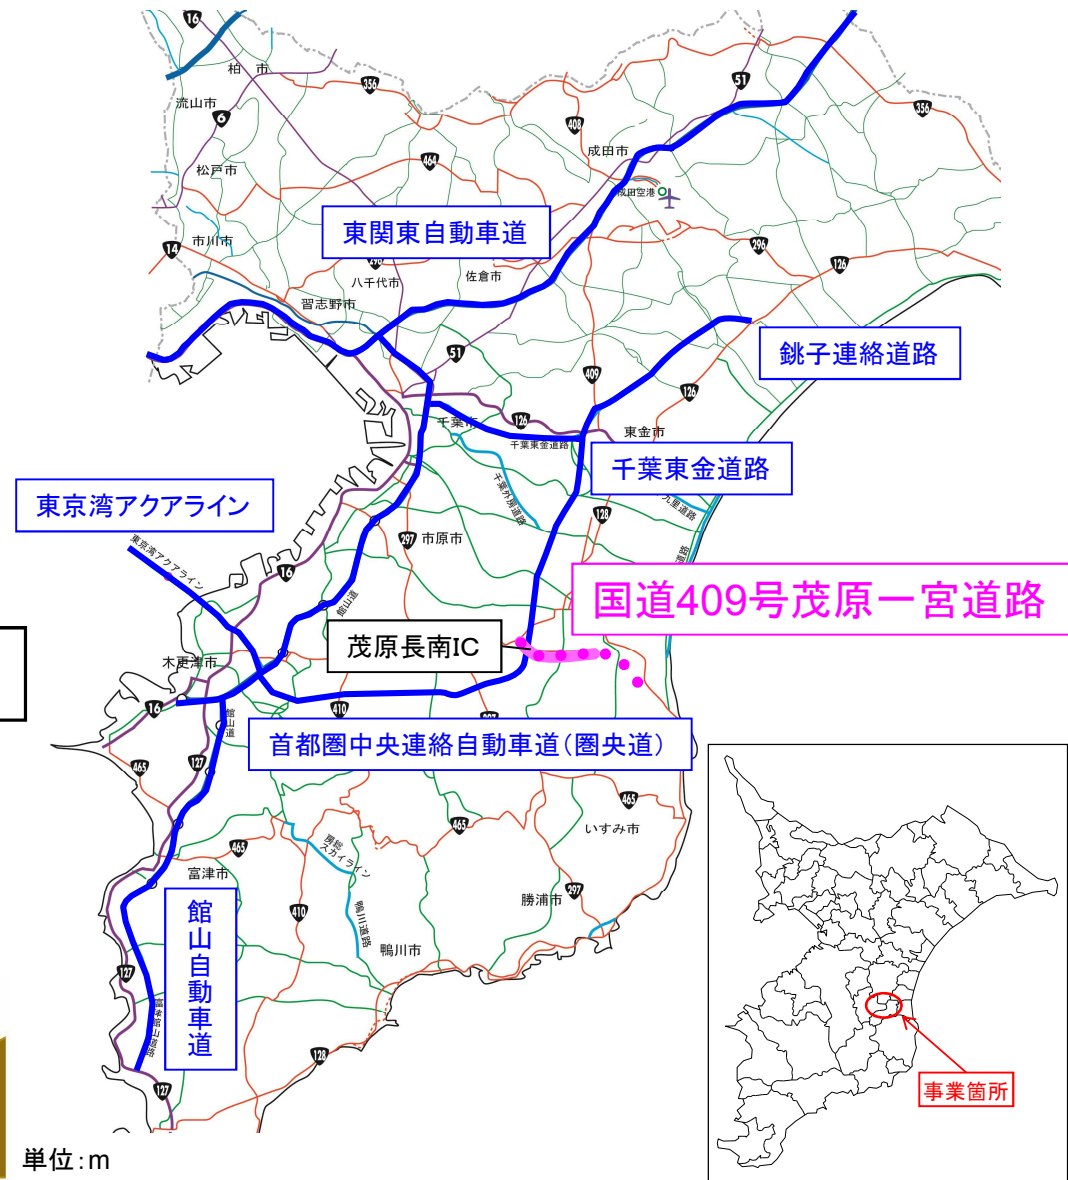 16
柏市
356
流山市
6
51
356
408
成田市
松戸市
464
成田空港
市川市
東関東自動車道
14
296
126
八千代市
佐倉市
習志野市
51
銚子連絡道路
409
126
千葉市
126
東金市
千葉東金道路
千葉東金道路
東京湾アクアライン
千葉外房道路
九里道路
128
東京湾アクアライン
297
市原市
道路
16
国道409号茂原一宮道路
館山道
茂原長南IC
木更津市
16
410
297
館山道
首都圏中央連絡自動車道(圏央道)
127
465
465
いすみ市
465
465
房総
スカイライン
富津市
297
勝浦市
館山自動車道
410
鴨川道路
鴨川市
127
富津館山道路
128
127
事業箇所
単位:m